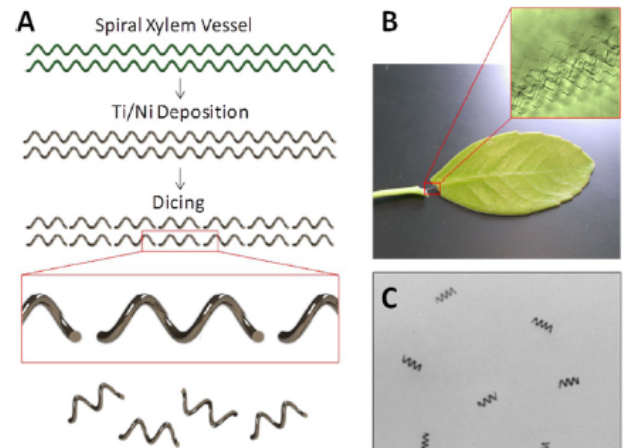 A
Spiral Xylem Vessel
Ti/Ni Deposition
Dicing
B
C